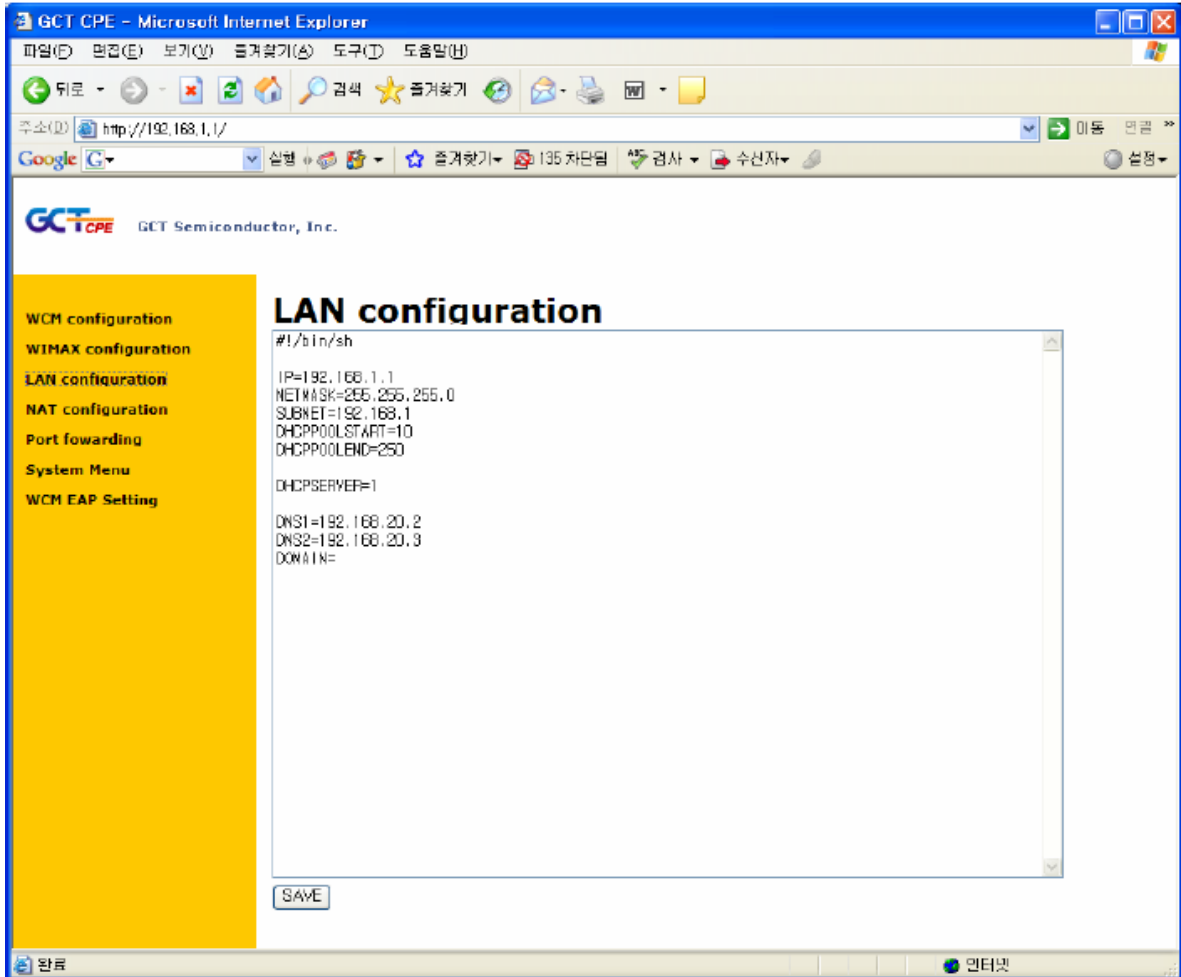 GCT CPE - Microsoft Internet Explorer
파일(F) 편집(E) 보기(V) 즐겨찾기(A) 도구(T) 도움말(H)
뒤로 검색 즐겨찾기
주소(D) http://192.168.1.1/ 이동 연결 »
Google G 실행 즐겨찾기 135 차단됨 검사 수신자 설정
GCT CPE GCT Semiconductor, Inc.
WCM configuration
WIMAX configuration
LAN configuration
NAT configuration
Port fowarding
System Menu
WCM EAP Setting
LAN configuration
#!/bin/sh
IP=192.168.1.1
NETMASK=255.255.255.0
SUBNET=192.168.1
DHCPPOOLSTART=10
DHCPPOOLEND=250
DHCPSERVER=1
DNS1=192.168.20.2
DNS2=192.168.20.3
DOMAIN=
SAVE
완료 인터넷